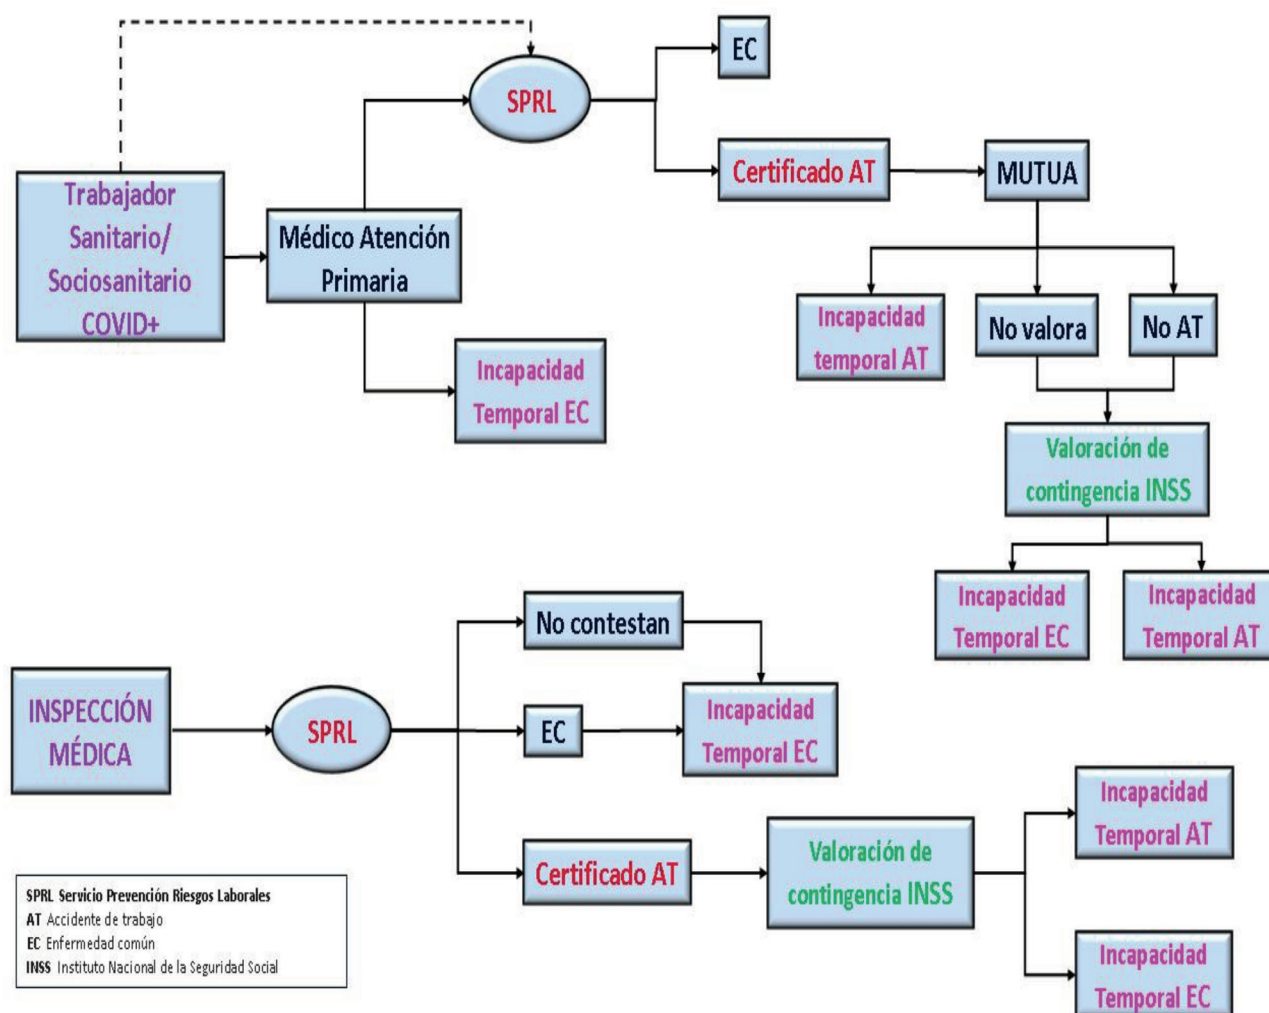 SPRL
EC
Certificado AT
MUTUA
Trabajador
Sanitario/
Sociosanitario
COVID+
Médico Atención
Primaria
Incapacidad
temporal AT
No valora
No AT
Incapacidad
Temporal EC
Valoración de
contingencia INSS
Incapacidad
Temporal EC
Incapacidad
Temporal AT
INSPECCIÓN
MÉDICA
SPRL
No contestan
EC
Incapacidad
Temporal EC
Certificado AT
Valoración de
contingencia INSS
Incapacidad
Temporal AT
Incapacidad
Temporal EC
SPRL Servicio Prevención Riesgos Laborales
AT Accidente de trabajo
EC Enfermedad común
INSS Instituto Nacional de la Seguridad Social